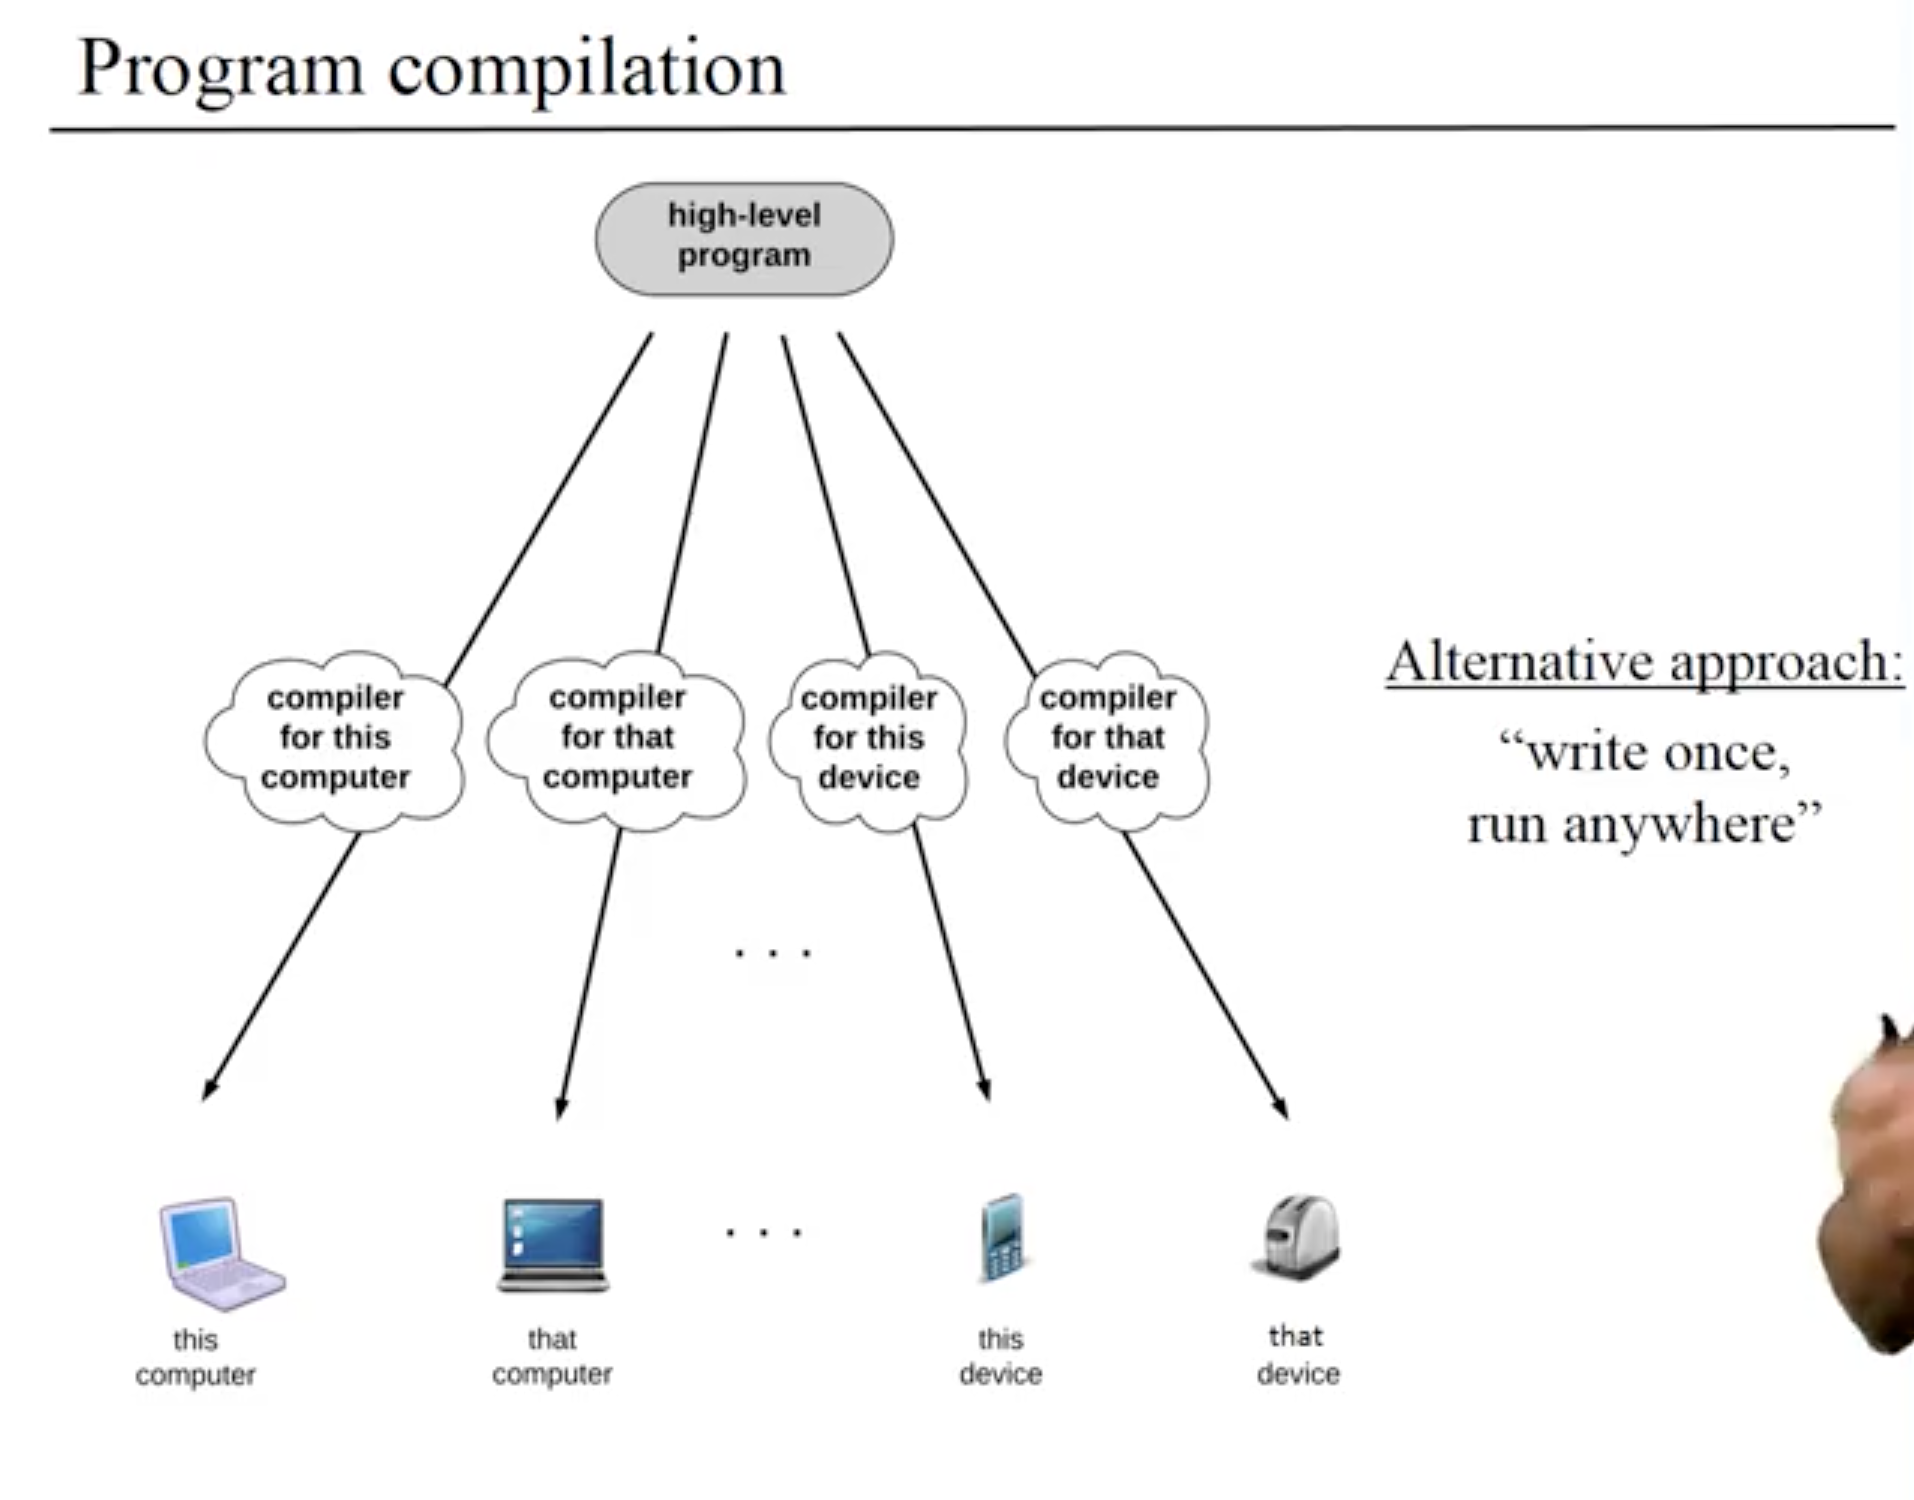 Program compilation
high-level
program
compiler
for this
computer
compiler
for that
computer
compiler
for this
device
compiler
for that
device
Alternative approach:
“write once,
run anywhere”
. . .
. . .
this
computer
that
computer
this
device
that
device